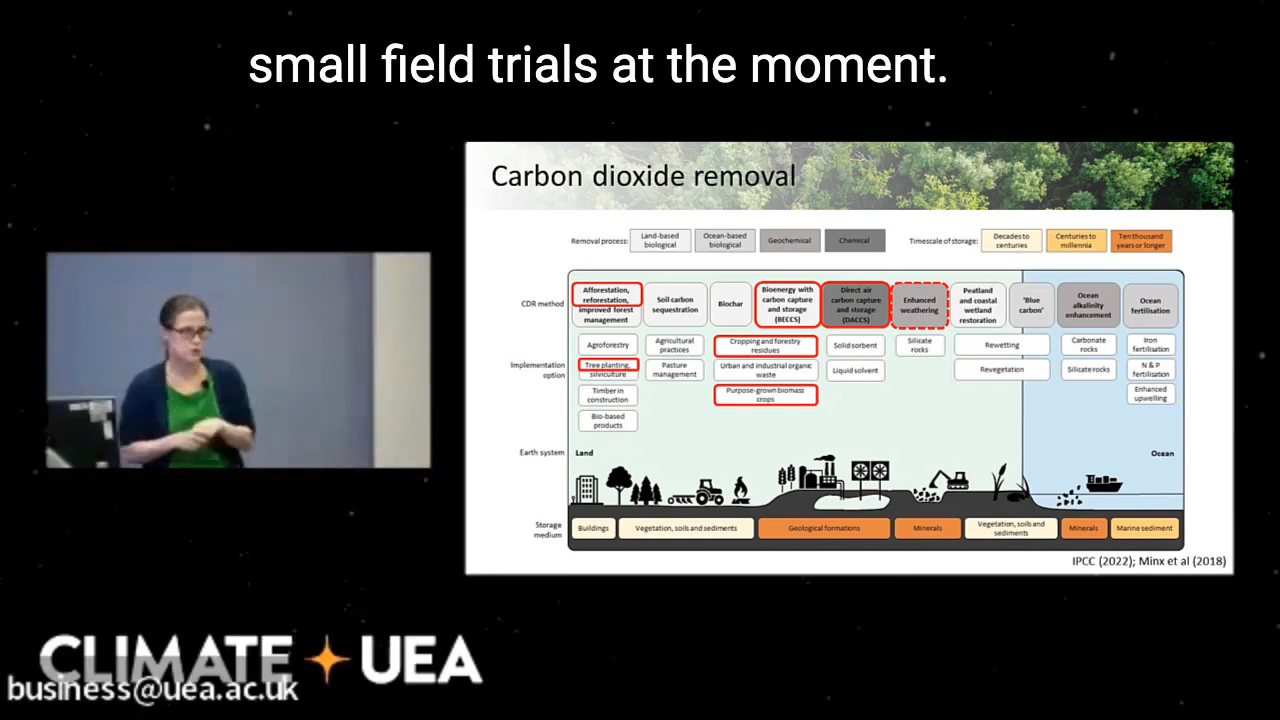 small field trials at the moment.
Carbon dioxide removal
Removal process:
Land-based
biological
Ocean-based
biological
Geochemical
Chemical
Timescale of storage:
Decades to
centuries
Centuries to
millennia
Ten thousand
years or longer
CDR method
Afforestation,
reforestation,
improved forest
management
Soil carbon
sequestration
Biochar
Bioenergy with
carbon capture
and storage
(BECCS)
Direct air
carbon capture
and storage
(DACCS)
Enhanced
weathering
Peatland
and coastal
wetland
restoration
'Blue
carbon'
Ocean
alkalinity
enhancement
Ocean
fertilisation
Implementation
option
Agroforestry
Tree planting,
silviculture
Timber in
construction
Bio-based
products
Agricultural
practices
Pasture
management
Cropping and forestry
residues
Urban and industrial organic
waste
Purpose-grown biomass
crops
Solid sorbent
Liquid solvent
Silicate
rocks
Rewetting
Revegetation
Carbonate
rocks
Silicate rocks
Iron
fertilisation
N & P
fertilisation
Enhanced
upwelling
Earth system
Land
Ocean
Storage
medium
Buildings
Vegetation, soils and sediments
Geological formations
Minerals
Vegetation, soils and
sediments
Minerals
Marine sediment
IPCC (2022); Minx et al (2018)
CLIMATE UEA
business@uea.ac.uk